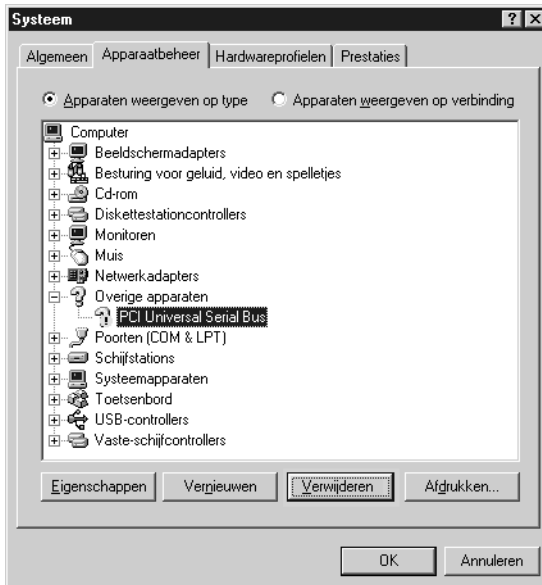 Systeem
Algemeen Apparaatbeheer Hardwareprofielen Prestaties
Apparaten weergeven op type Apparaten weergeven op verbinding
Computer
Beeldschermadapters
Besturing voor geluid, video en spelletjes
Cd-rom
Diskettestationcontrollers
Monitoren
Muis
Netwerkadapters
Overige apparaten
PCI Universal Serial Bus
Poorten (COM & LPT)
Schijfstations
Systeemapparaten
Toetsenbord
USB-controllers
Vaste-schijfcontrollers
Eigenschappen Vernieuwen Verwijderen Afdrukken...
OK Annuleren